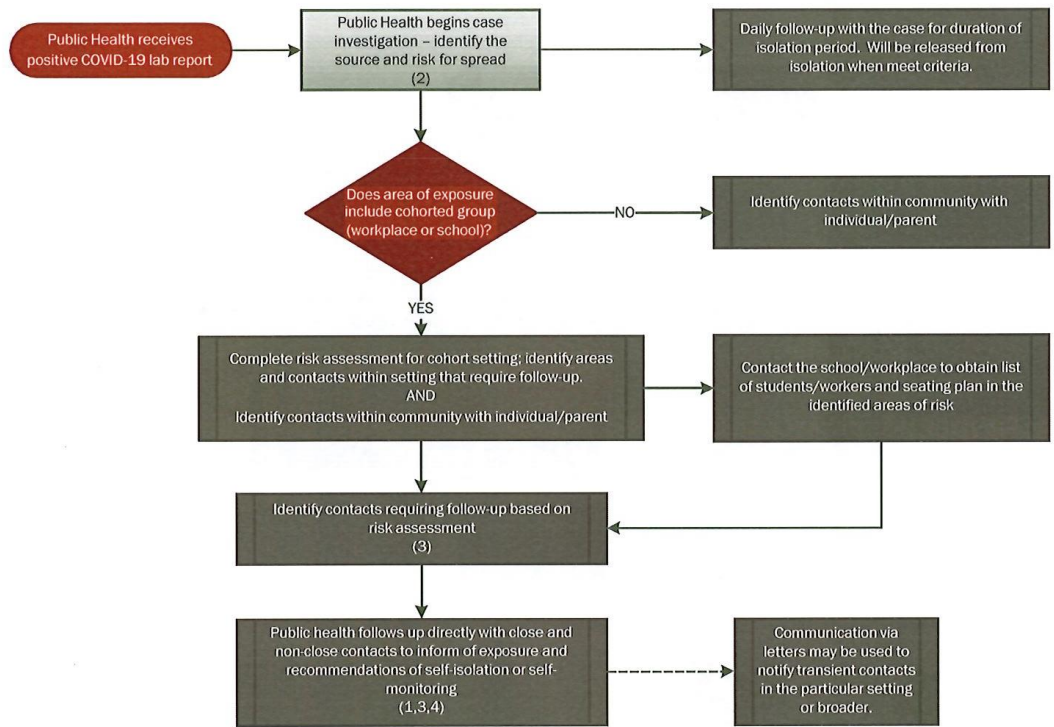 Public Health receives
positive COVID-19 lab report
Public Health begins case
investigation – identify the
source and risk for spread
(2)
Daily follow-up with the case for duration of
isolation period. Will be released from
isolation when meet criteria.
Does area of exposure
include cohorted group
(workplace or school)?
NO
Identify contacts within community with
individual/parent
YES
Complete risk assessment for cohort setting; identify areas
and contacts within setting that require follow-up.
AND
Identify contacts within community with individual/parent
Contact the school/workplace to obtain list
of students/workers and seating plan in the
identified areas of risk
Identify contacts requiring follow-up based on
risk assessment
(3)
Public health follows up directly with close and
non-close contacts to inform of exposure and
recommendations of self-isolation or self-
monitoring
(1,3,4)
Communication via
letters may be used to
notify transient contacts
in the particular setting
or broader.